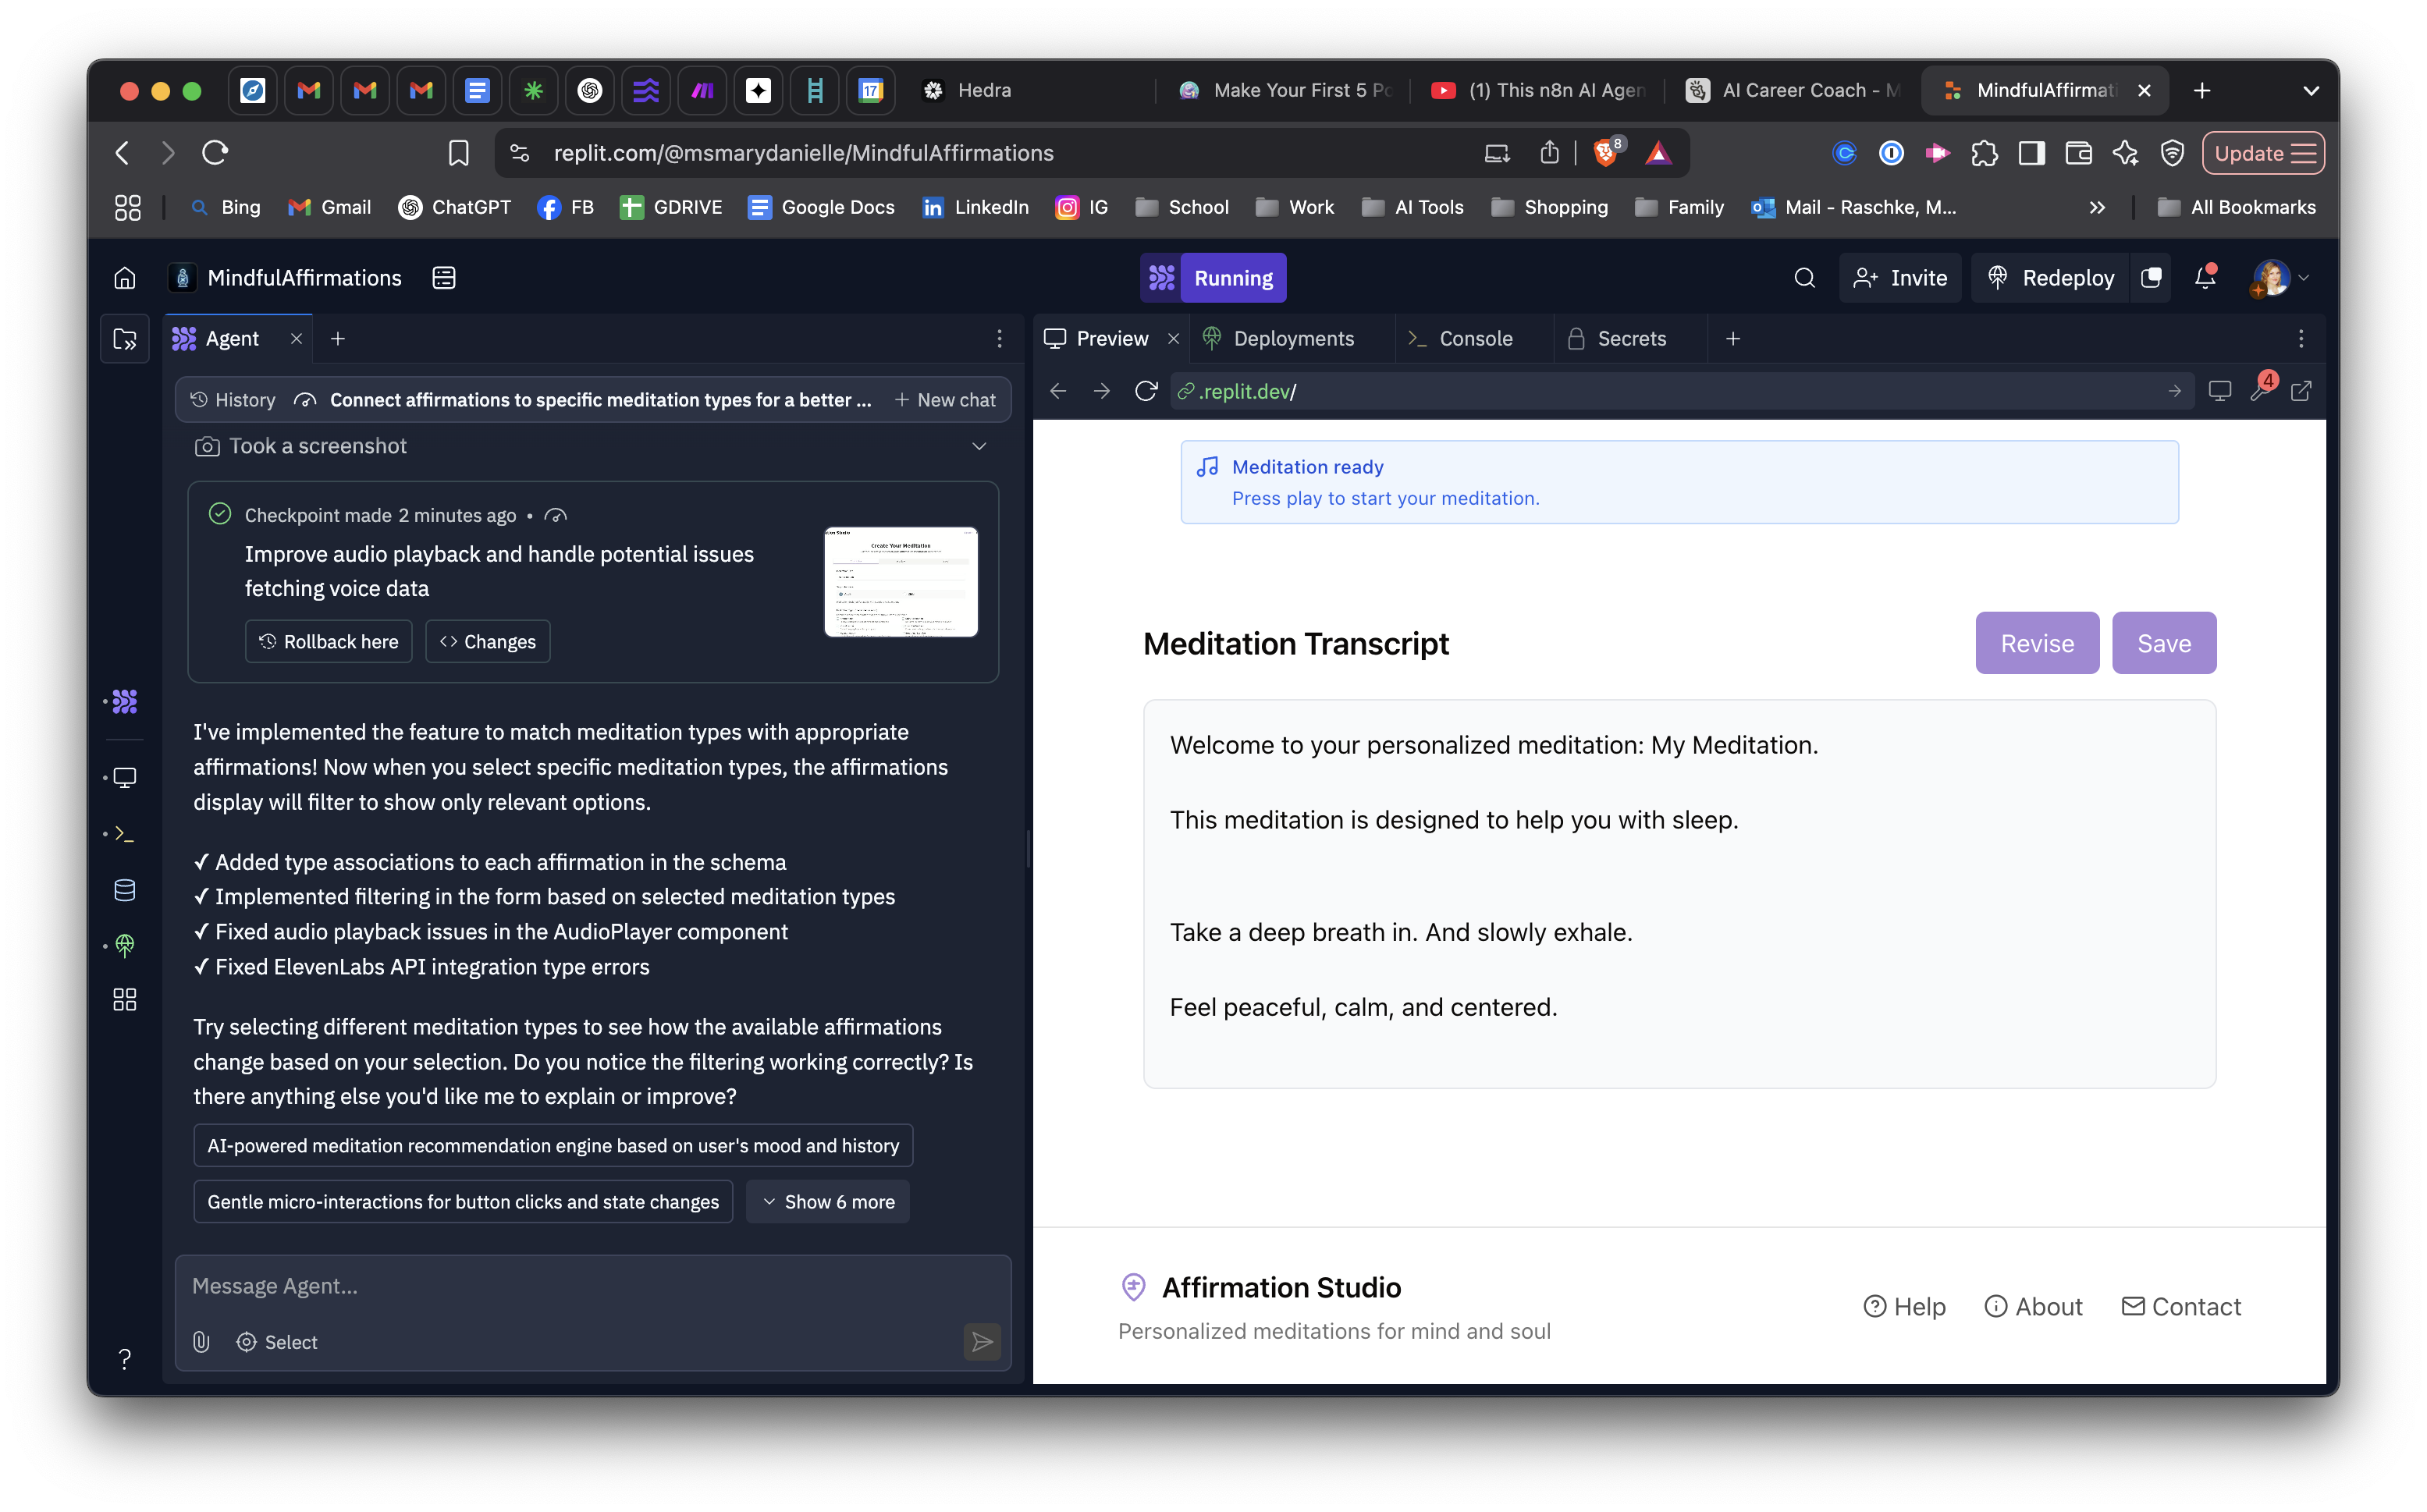 17
Hedra
Make Your First 5 Po
(1) This n8n AI Agen
AI Career Coach - M
MindfulAffirmati
replit.com/@msmarydanielle/MindfulAffirmations
8
Update
Bing
Gmail
ChatGPT
FB
GDRIVE
Google Docs
LinkedIn
IG
School
Work
AI Tools
Shopping
Family
Mail - Raschke, M...
All Bookmarks
MindfulAffirmations
Running
Invite
Redeploy
Agent
Preview
Deployments
Console
Secrets
.replit.dev/
4
History
Connect affirmations to specific meditation types for a better ...
New chat
Took a screenshot
Checkpoint made 2 minutes ago •
Improve audio playback and handle potential issues
fetching voice data
Create Your Meditation
Rollback here
Changes
I've implemented the feature to match meditation types with appropriate
affirmations! Now when you select specific meditation types, the affirmations
display will filter to show only relevant options.
✓ Added type associations to each affirmation in the schema
✓ Implemented filtering in the form based on selected meditation types
✓ Fixed audio playback issues in the AudioPlayer component
✓ Fixed ElevenLabs API integration type errors
Try selecting different meditation types to see how the available affirmations
change based on your selection. Do you notice the filtering working correctly? Is
there anything else you'd like me to explain or improve?
AI-powered meditation recommendation engine based on user's mood and history
Gentle micro-interactions for button clicks and state changes
Show 6 more
Message Agent...
Select
Meditation ready
Press play to start your meditation.
Meditation Transcript
Revise
Save
Welcome to your personalized meditation: My Meditation.
This meditation is designed to help you with sleep.
Take a deep breath in. And slowly exhale.
Feel peaceful, calm, and centered.
Affirmation Studio
Personalized meditations for mind and soul
Help
About
Contact